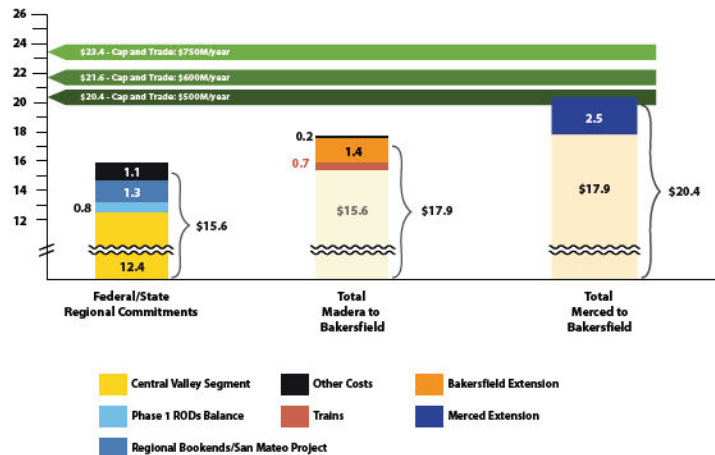 26
24
22
20
18
16
14
12
$23.4 - Cap and Trade: $750M/year
$21.6 - Cap and Trade: $600M/year
$20.4 - Cap and Trade: $500M/year
1.1
1.3
0.8
12.4
$15.6
0.2
1.4
0.7
$15.6
$17.9
2.5
$17.9
$20.4
Federal/State
Regional Commitments
Total
Madera to
Bakersfield
Total
Merced to
Bakersfield
Central Valley Segment
Other Costs
Bakersfield Extension
Phase 1 RODs Balance
Trains
Merced Extension
Regional Bookends/San Mateo Project